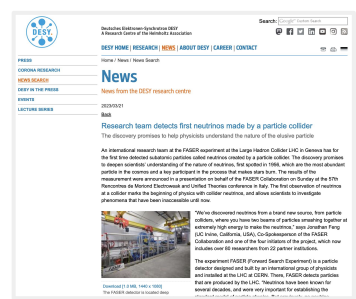 Search:
DESY.
Deutsches Elektronen-Synchrotron DESY
A Research Centre of the Helmholtz Association
DESY HOME | RESEARCH | NEWS | ABOUT DESY | CAREER | CONTACT
PRESS
CORONA RESEARCH
NEWS SEARCH
DESY IN THE PRESS
EVENTS
LECTURE SERIES
Home / News / News Search
News
News from the DESY research centre
2023/03/21
Back
Research team detects first neutrinos made by a particle collider
The discovery promises to help physicists understand the nature of the elusive particle
An international research team at the FASER experiment at the Large Hadron Collider LHC in Geneva has for
the first time detected subatomic particles called neutrinos created by a particle collider. The discovery promises
to deepen scientists' understanding of the nature of neutrinos, first spotted in 1956, which are the most abundant
particle in the cosmos and a key participant in the process that makes stars burn. The results of the
measurement were announced in a presentation on behalf of the FASER Collaboration on Sunday at the 57th
Rencontres de Moriond Electroweak and Unified Theories conference in Italy. The first observation of neutrinos
at a collider marks the beginning of physics with collider neutrinos, and allows scientists to investigate
phenomena that have been inaccessible until now.
"We've discovered neutrinos from a brand new source, from particle
colliders, where you have two beams of particles smashing together at
extremely high energy to make the neutrinos," says Jonathan Feng
(UC Irvine, California, USA), Co-Spokesperson of the FASER
Collaboration and one of the four initiators of the project, which now
includes over 80 researchers from 22 partner institutions.
The experiment FASER (Forward Search Experiment) is a particle
detector designed and built by an international group of physicists
and installed at the LHC at CERN. There, FASER detects particles
that are produced by the LHC. "Neutrinos have been known for
several decades, and were very important for establishing the
Download [1.0 MB, 1440 x 1080]
The FASER detector is located deep